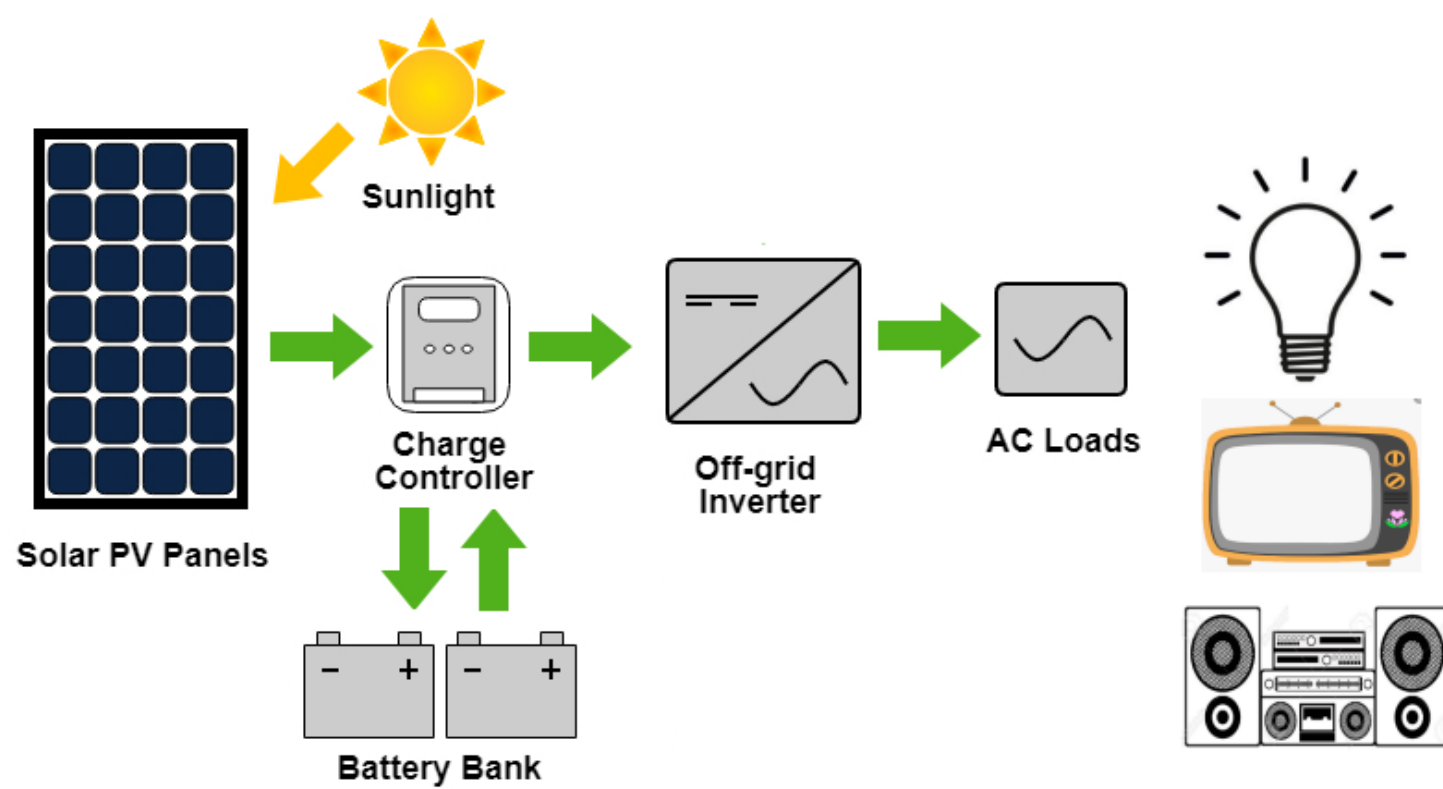 Sunlight
Solar PV Panels
Charge
Controller
Off-grid
Inverter
AC Loads
− +
− +
Battery Bank